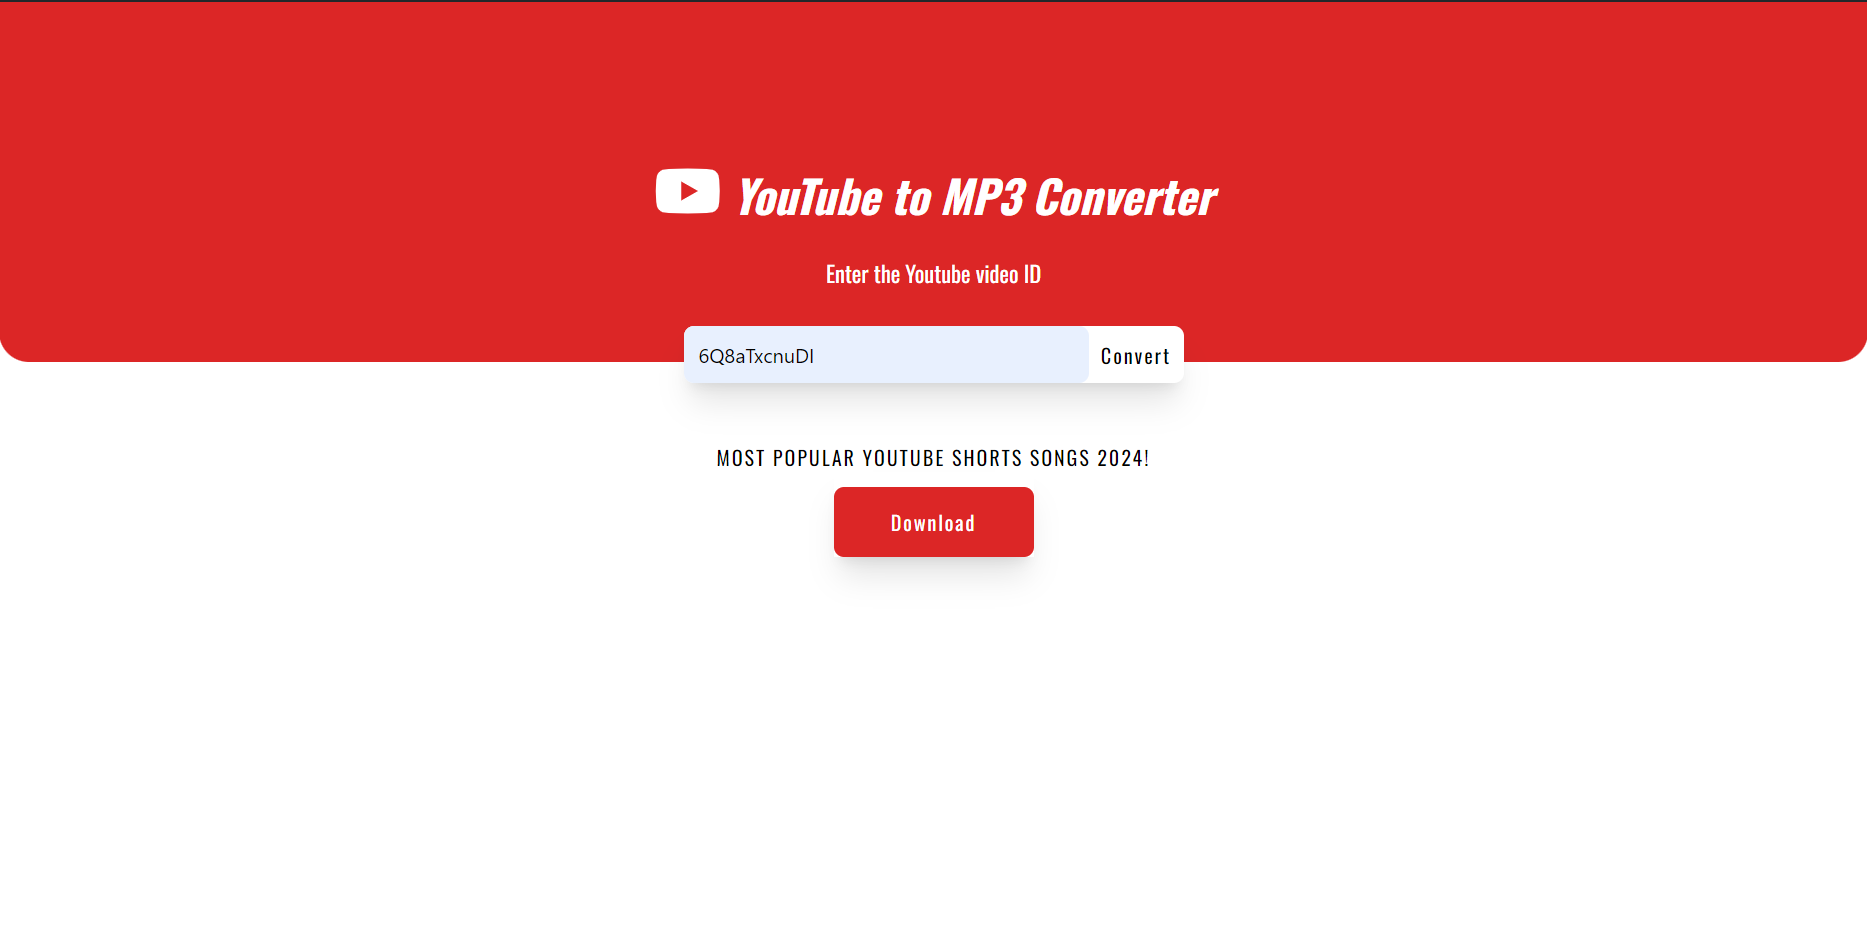 YouTube to MP3 Converter
Enter the Youtube video ID
6Q8aTxcnuDI
Convert
MOST POPULAR YOUTUBE SHORTS SONGS 2024!
Download